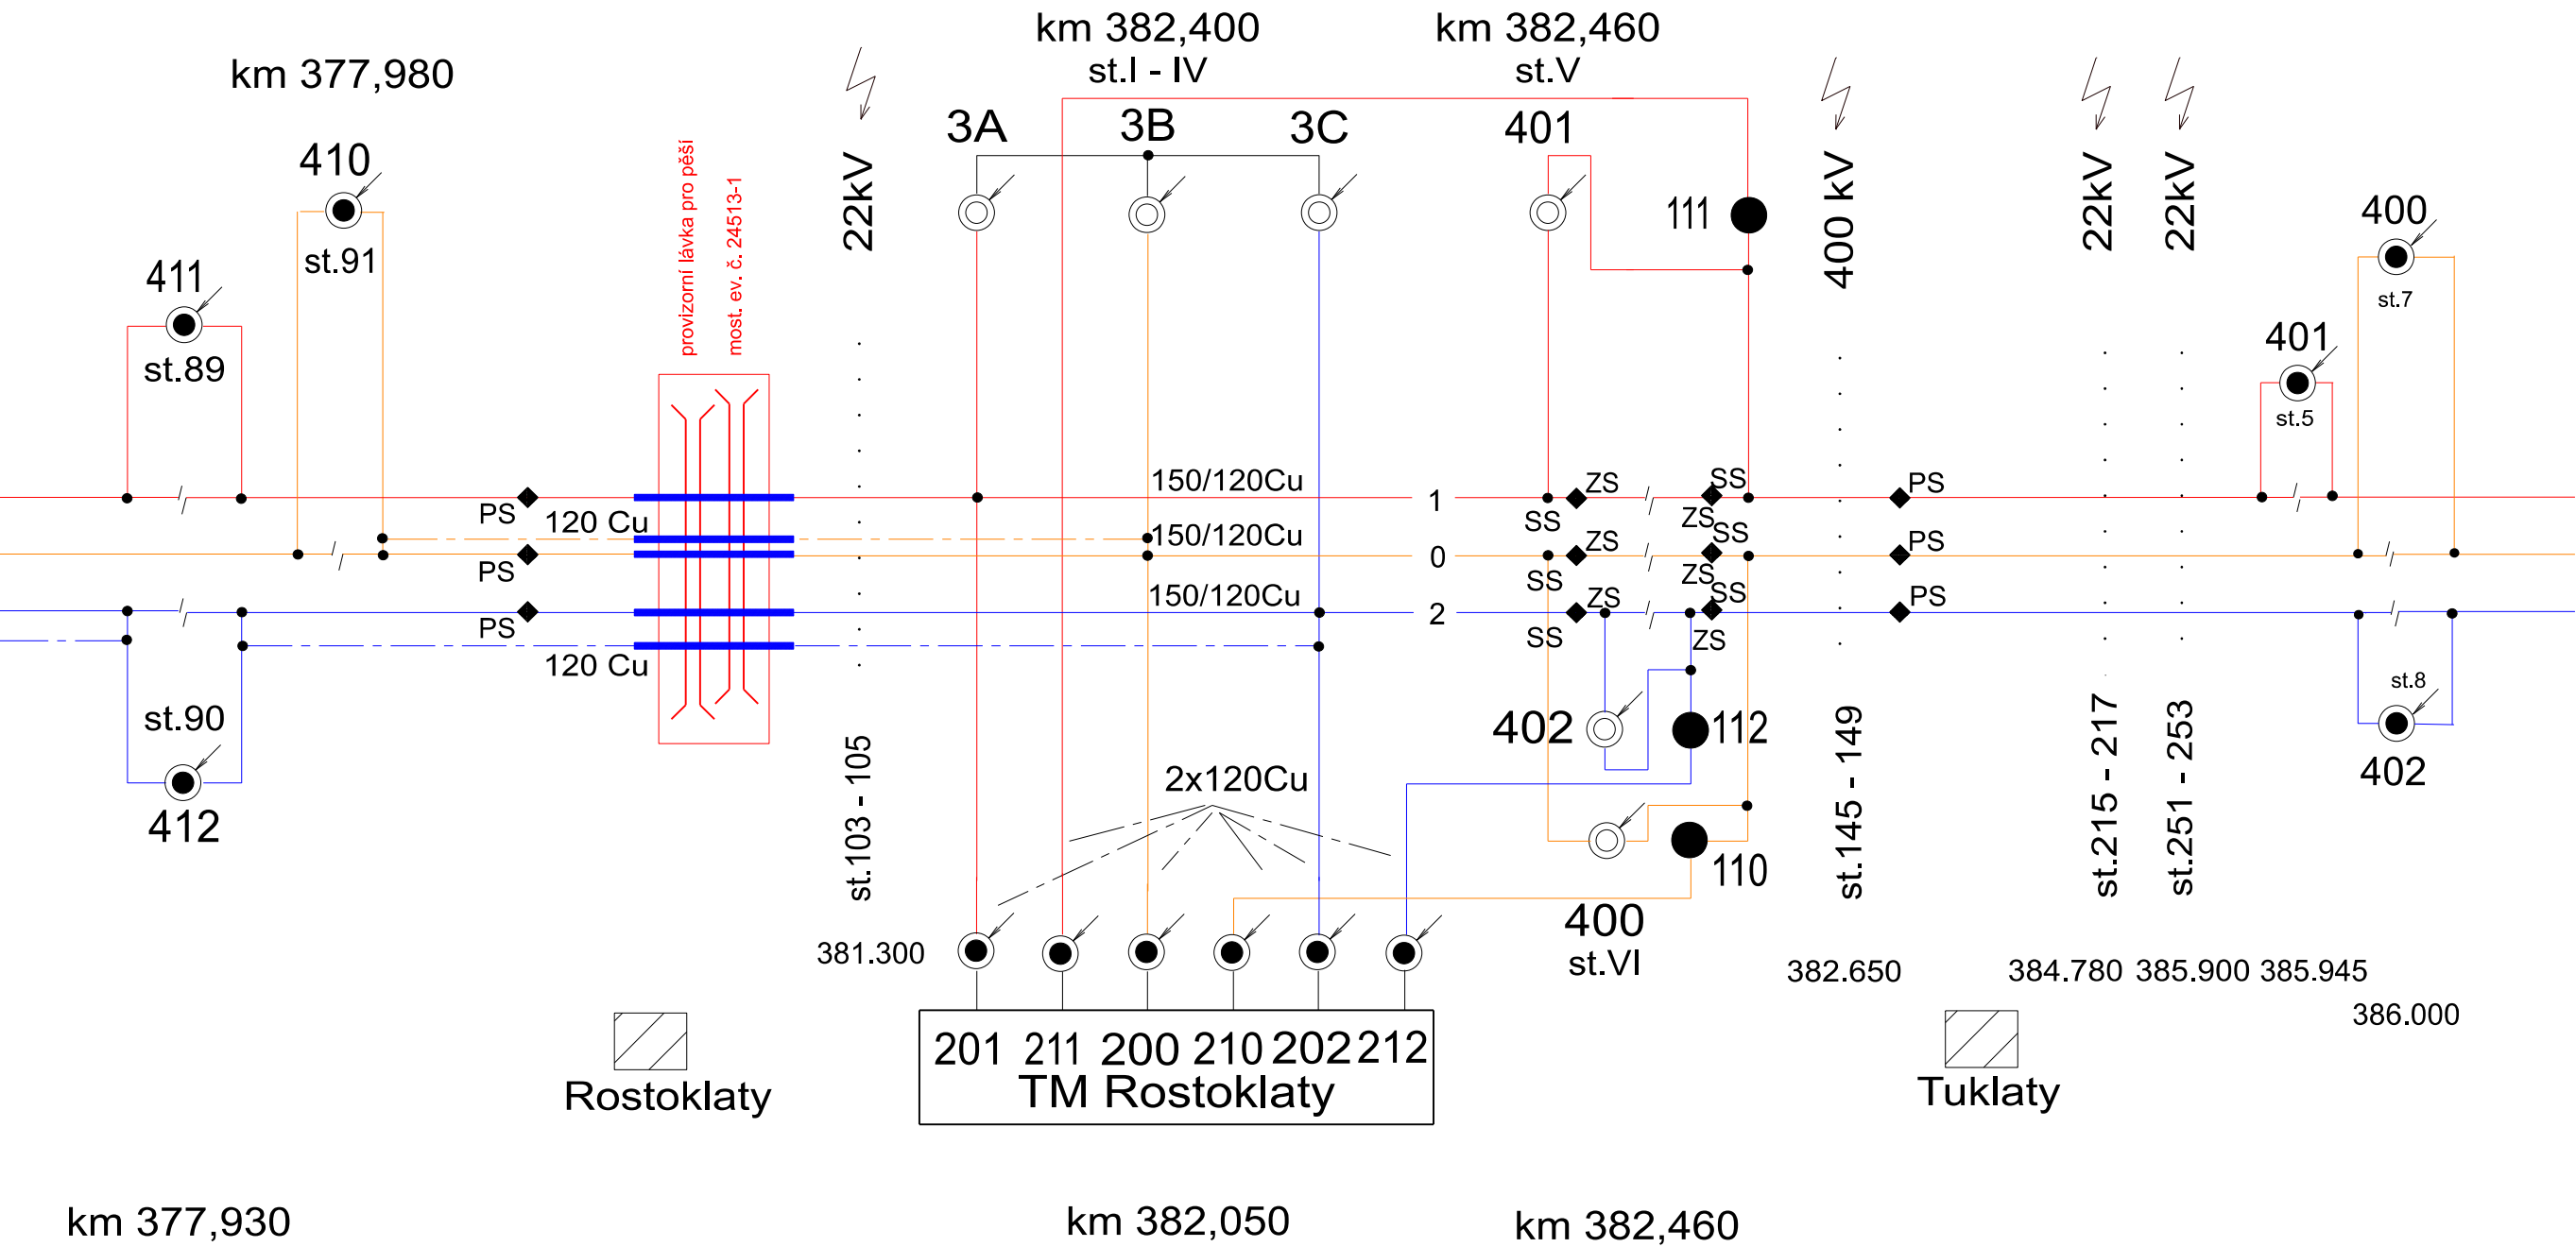 km 382,400
st.I - IV
km 382,460
st.V
km 377,980
3A
3B
3C
401
410
st.91
411
st.89
provizorní lávka pro pěší
most. ev. č. 24513-1
22kV
111
400 kV
22kV
22kV
400
st.7
401
st.5
150/120Cu
1
ZS
SS
PS
PS
120 Cu
SS
ZS
150/120Cu
0
ZS
SS
PS
PS
SS
ZS
150/120Cu
2
ZS
SS
PS
PS
SS
ZS
120 Cu
st.90
412
402
112
st.8
402
2x120Cu
110
400
st.VI
st.103 - 105
st.145 - 149
st.215 - 217
st.251 - 253
381.300
382.650
384.780
385.900
385.945
386.000
201
211
200
210
202
212
TM Rostoklaty
Rostoklaty
Tuklaty
km 377,930
km 382,050
km 382,460